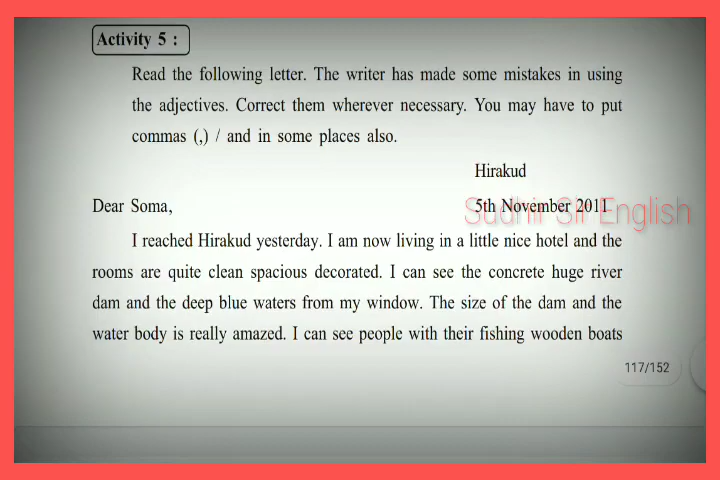 Activity 5 :
Read the following letter. The writer has made some mistakes in using
the adjectives. Correct them wherever necessary. You may have to put
commas (,) / and in some places also.
Hirakud
Dear Soma, 5th November 2011
Sudhir Sir English
I reached Hirakud yesterday. I am now living in a little nice hotel and the
rooms are quite clean spacious decorated. I can see the concrete huge river
dam and the deep blue waters from my window. The size of the dam and the
water body is really amazed. I can see people with their fishing wooden boats
117/152